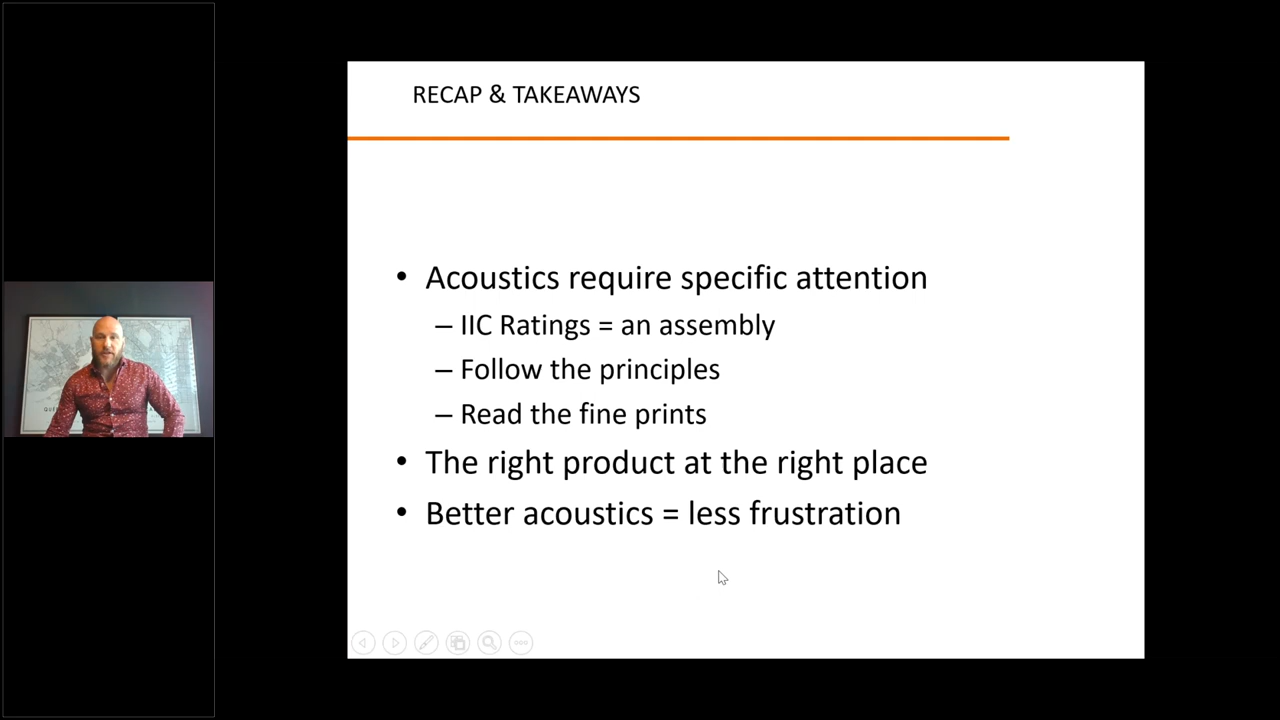 RECAP & TAKEAWAYS
• Acoustics require specific attention
– IIC Ratings = an assembly
– Follow the principles
– Read the fine prints
• The right product at the right place
• Better acoustics = less frustration